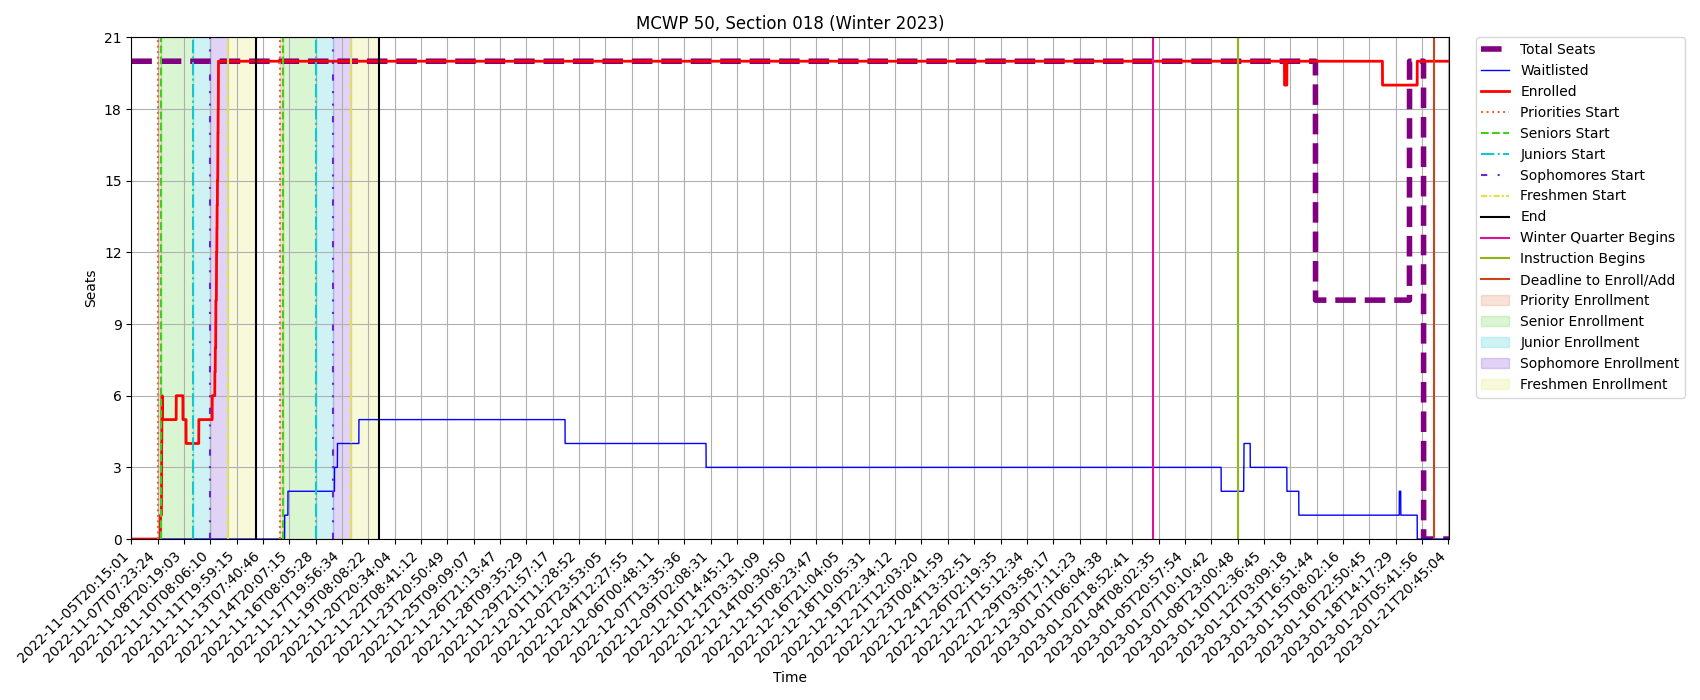 MCWP 50, Section 018 (Winter 2023)
21
18
15
12
9
6
3
0
Seats
2022-11-05T20:15:01
2022-11-07T07:23:24
2022-11-08T20:19:03
2022-11-10T08:06:10
2022-11-11T19:59:15
2022-11-13T07:40:46
2022-11-14T20:07:15
2022-11-16T08:05:28
2022-11-17T19:56:34
2022-11-19T08:08:22
2022-11-20T20:34:04
2022-11-22T08:41:12
2022-11-23T20:50:49
2022-11-25T09:09:07
2022-11-26T21:13:47
2022-11-28T09:35:29
2022-11-29T21:57:17
2022-12-01T11:28:52
2022-12-02T23:53:05
2022-12-04T12:27:55
2022-12-06T00:48:11
2022-12-07T13:35:36
2022-12-09T02:08:31
2022-12-10T14:45:12
2022-12-12T03:31:09
2022-12-14T00:30:50
2022-12-15T08:23:47
2022-12-16T21:04:05
2022-12-18T10:05:31
2022-12-19T22:34:12
2022-12-21T12:03:20
2022-12-23T00:41:59
2022-12-24T13:32:51
2022-12-26T02:19:35
2022-12-27T15:12:34
2022-12-29T03:58:17
2022-12-30T17:11:23
2023-01-01T06:04:38
2023-01-02T18:52:41
2023-01-04T08:02:35
2023-01-05T20:57:54
2023-01-07T10:10:42
2023-01-08T23:00:48
2023-01-10T12:36:45
2023-01-12T03:09:18
2023-01-13T16:51:44
2023-01-15T08:02:16
2023-01-16T22:50:45
2023-01-18T14:17:29
2023-01-20T05:41:56
2023-01-21T20:45:04
Time
Total Seats
Waitlisted
Enrolled
Priorities Start
Seniors Start
Juniors Start
Sophomores Start
Freshmen Start
End
Winter Quarter Begins
Instruction Begins
Deadline to Enroll/Add
Priority Enrollment
Senior Enrollment
Junior Enrollment
Sophomore Enrollment
Freshmen Enrollment